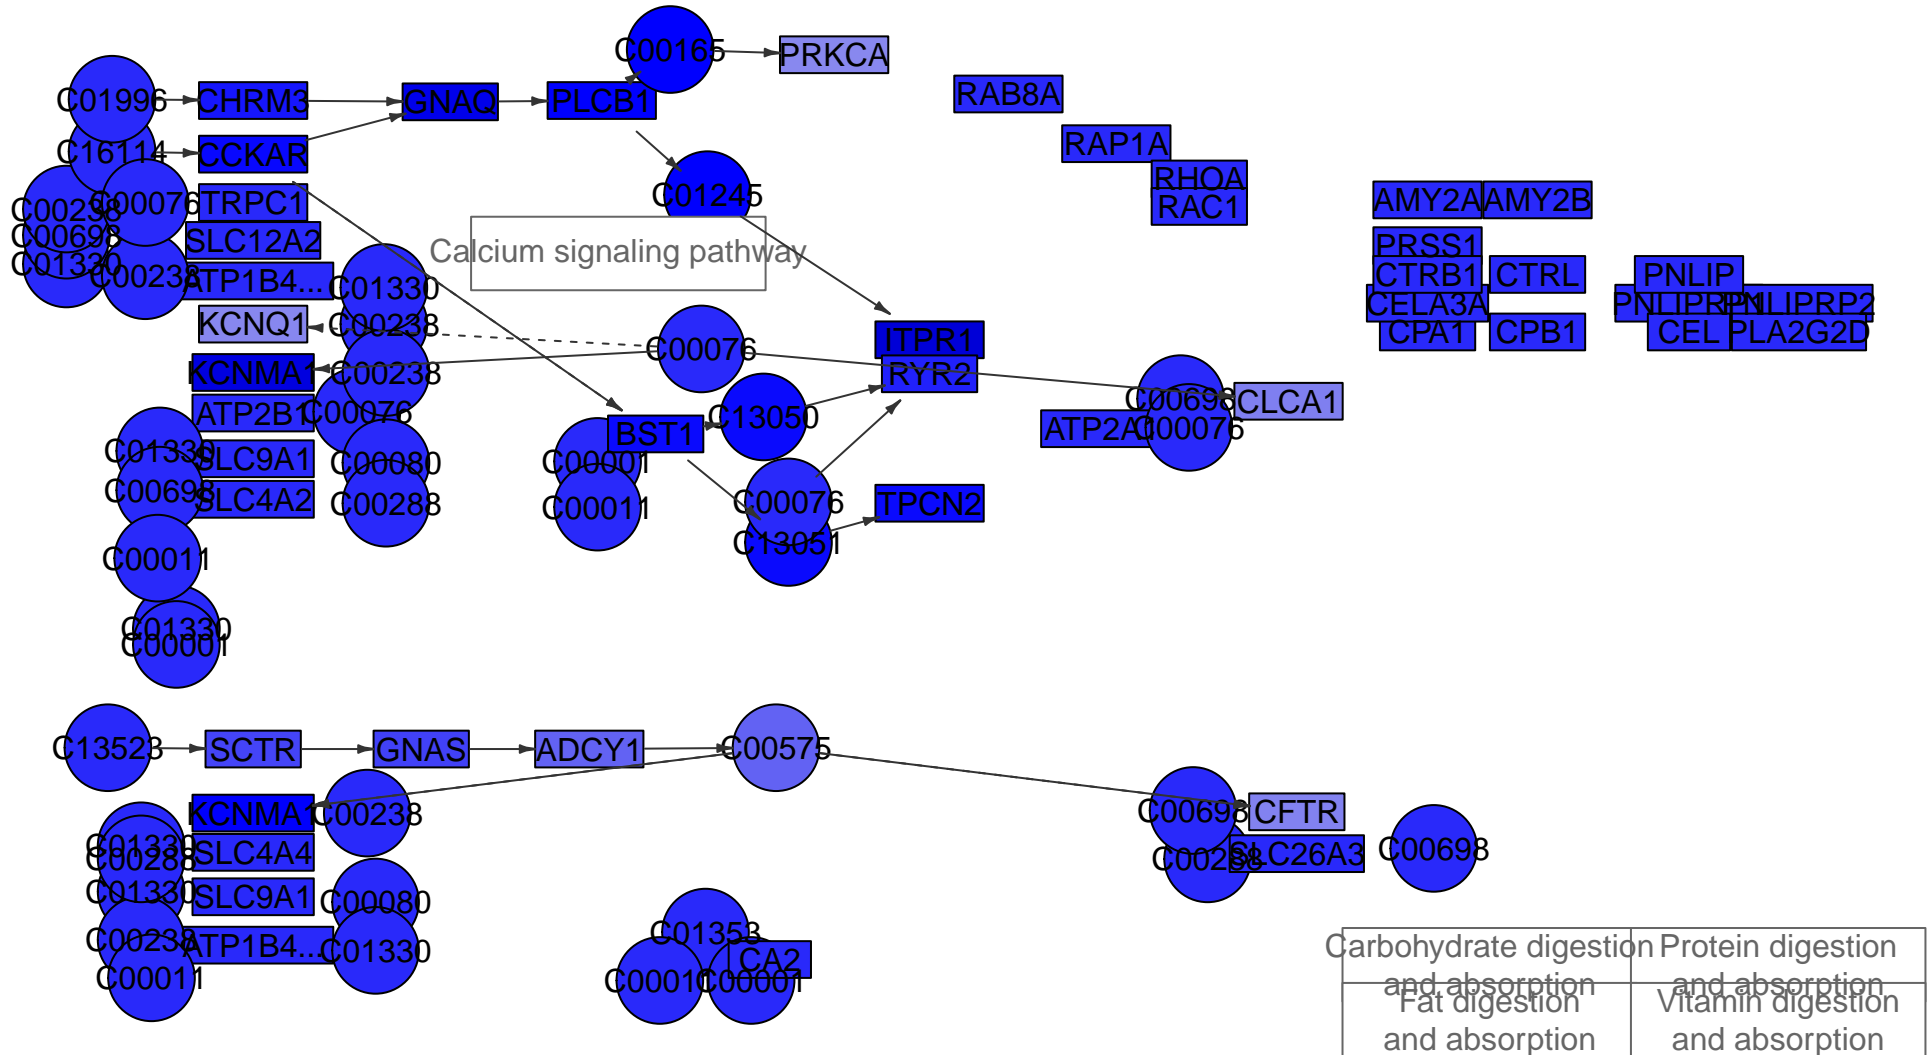 C00165
PRKCA
C01996
CHRM3
GNAQ
PLCB1
RAB8A
C16114
CCKAR
RAP1A
RHOA
RAC1
C00238
C00076
TRPC1
C01245
AMY2A
AMY2B
C00698
SLC12A2
Calcium signaling pathway
PRSS1
C01330
C00238
ATP1B4...
C01330
CTRB1
CTRL
PNLIP
CELA3A
PNLIPRP1
PNLIPRP2
KCNQ1
C00238
CPA1
CPB1
CEL
PLA2G2D
C00076
ITPR1
KCNMA1
C00238
RYR2
C00698
CLCA1
ATP2B1
C00076
C13050
BST1
C00076
C01330
SLC9A1
C00080
C00001
C00698
SLC4A2
C00288
C00011
C00076
TPCN2
C13051
C00011
C01330
C00001
C13523
SCTR
GNAS
ADCY1
C00575
KCNMA1
C00238
C00698
CFTR
C01330
C00288
SLC4A4
C00288
SLC26A3
C00698
C01330
SLC9A1
C00080
C00238
ATP1B4...
C01330
C01353
CA2
C00011
C00001
Carbohydrate digestion
and absorption
Protein digestion
and absorption
Fat digestion
and absorption
Vitamin digestion
and absorption